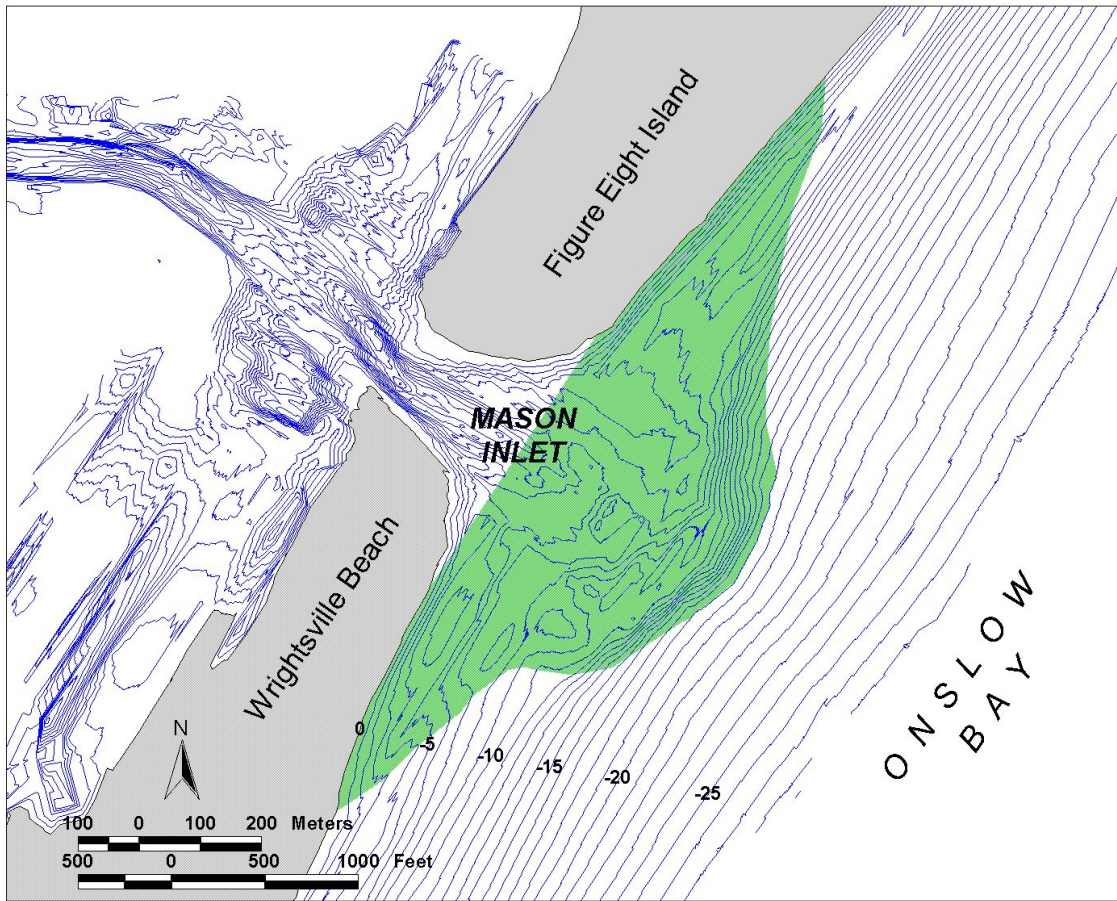 Figure Eight Island
MASON
INLET
Wrightsville Beach
ONSLOW
BAY
0
-5
-10
-15
-20
-25
N
100 0 100 200 Meters
500 0 500 1000 Feet